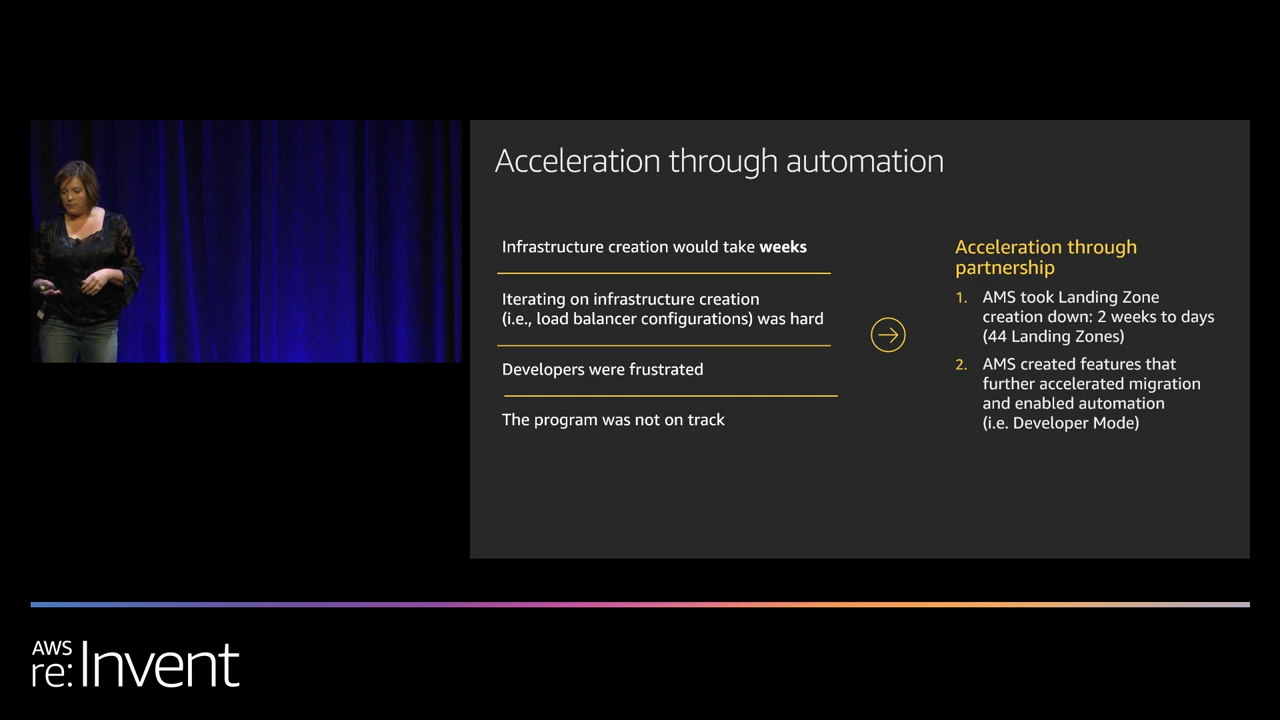 Acceleration through automation
Infrastructure creation would take weeks
Iterating on infrastructure creation
(i.e., load balancer configurations) was hard
Developers were frustrated
The program was not on track
Acceleration through
partnership
1. AMS took Landing Zone
creation down: 2 weeks to days
(44 Landing Zones)
2. AMS created features that
further accelerated migration
and enabled automation
(i.e. Developer Mode)
AWS
re:Invent